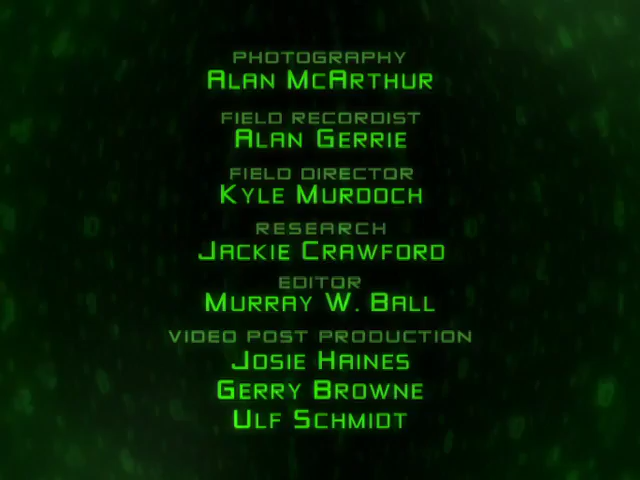 PHOTOGRAPHY
ALAN MCARTHUR
FIELD RECORDIST
ALAN GERRIE
FIELD DIRECTOR
KYLE MURDOCH
RESEARCH
JACKIE CRAWFORD
EDITOR
MURRAY W. BALL
VIDEO POST PRODUCTION
JOSIE HAINES
GERRY BROWNE
ULF SCHMIDT